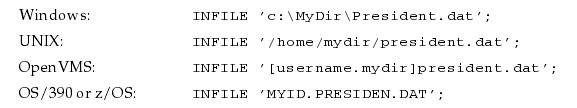 Windows: INFILE 'c:\MyDir\President.dat';
UNIX: INFILE '/home/mydir/president.dat';
OpenVMS: INFILE '[username.mydir]president.dat';
OS/390 or z/OS: INFILE 'MYID.PRESIDEN.DAT';